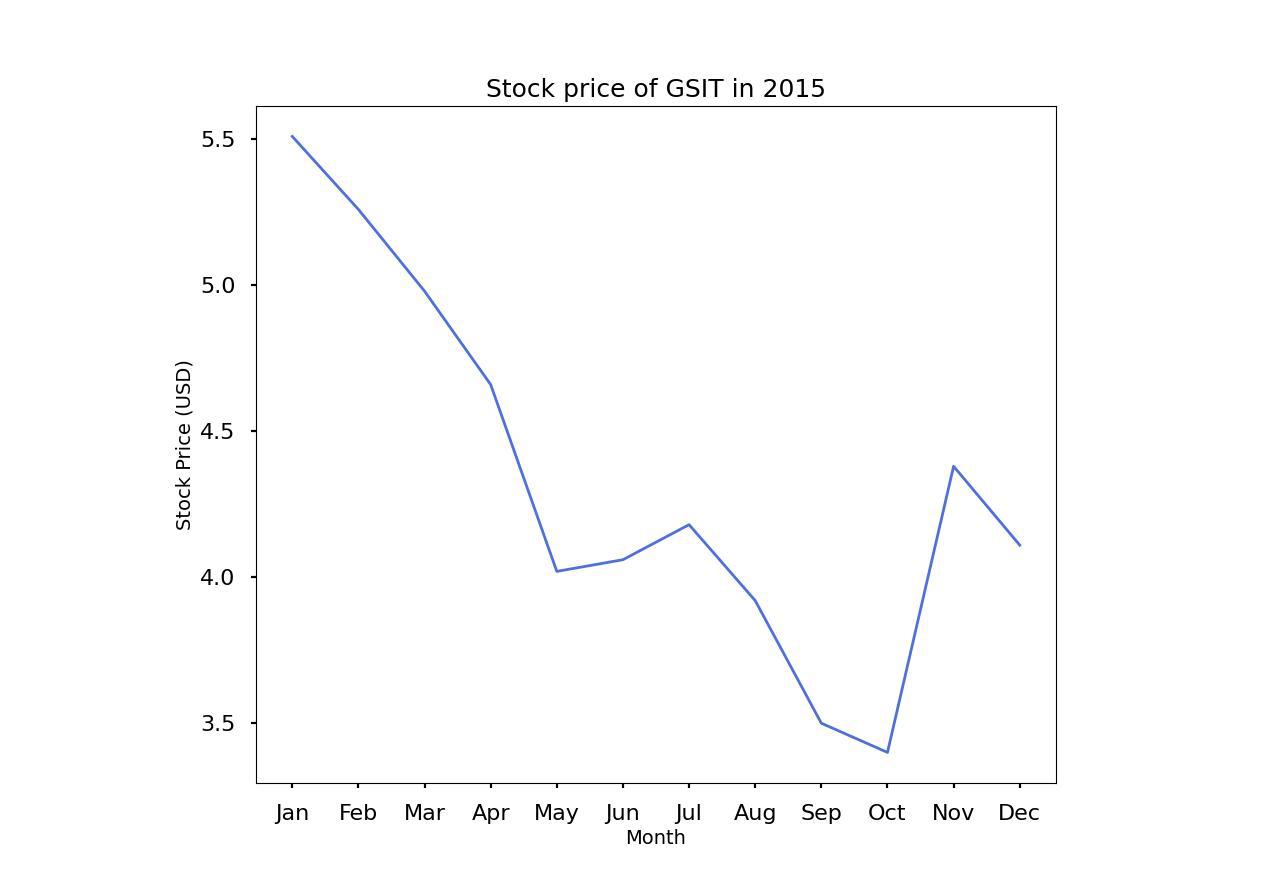 Stock price of GSIT in 2015
5.5
5.0
4.5
4.0
3.5
Stock Price (USD)
Jan Feb Mar Apr May Jun Jul Aug Sep Oct Nov Dec
Month